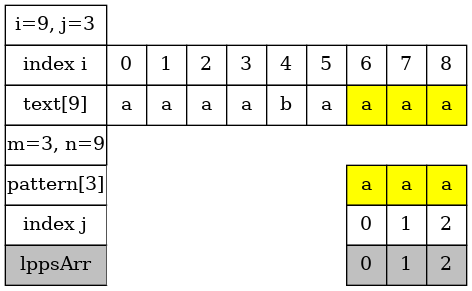 i=9, j=3
index i 0 1 2 3 4 5 6 7 8
text[9] a a a a b a a a a
m=3, n=9
pattern[3] a a a
index j 0 1 2
lppsArr 0 1 2